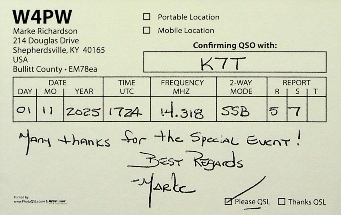 W4PW
Marke Richardson
214 Douglas Drive
Shepherdsville, KY 40165
USA
Bullitt County · EM78ea
Portable Location
Mobile Location
Confirming QSO with:
K7T
DATE TIME FREQUENCY 2-WAY REPORT
DAY MO YEAR UTC MHZ MODE R S T
01 11 2025 1724 14.318 SSB 5 7
Many thanks for the Special Event!
Best Regards
Marke
Please QSL Thanks QSL